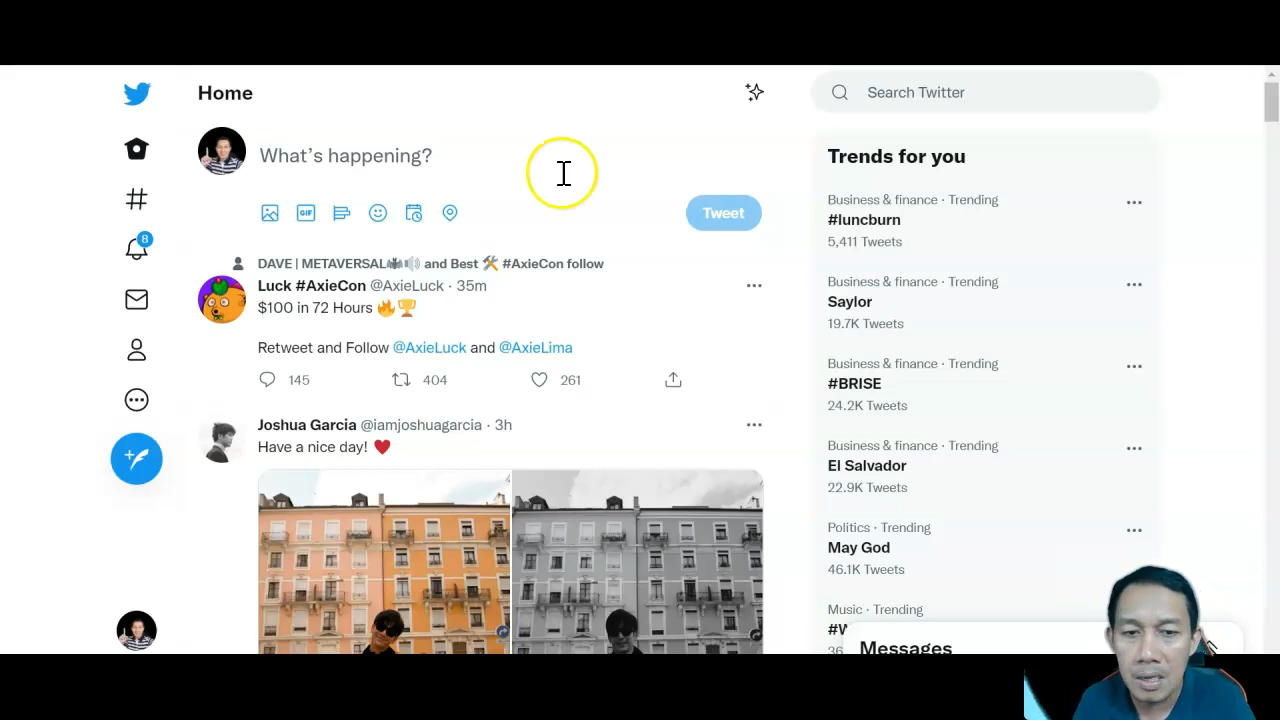 Home
Search Twitter
What's happening?
GIF
Tweet
8
DAVE | METAVERSAL🦇🔊 and Best 🛠 #AxieCon follow
Luck #AxieCon @AxieLuck · 35m
$100 in 72 Hours 🔥🏆
Retweet and Follow @AxieLuck and @AxieLima
145 404 261
Joshua Garcia @iamjoshuagarcia · 3h
Have a nice day! ♥
Trends for you
Business & finance · Trending
#luncburn
5,411 Tweets
Business & finance · Trending
Saylor
19.7K Tweets
Business & finance · Trending
#BRISE
24.2K Tweets
Business & finance · Trending
El Salvador
22.9K Tweets
Politics · Trending
May God
46.1K Tweets
Music · Trending
Messages